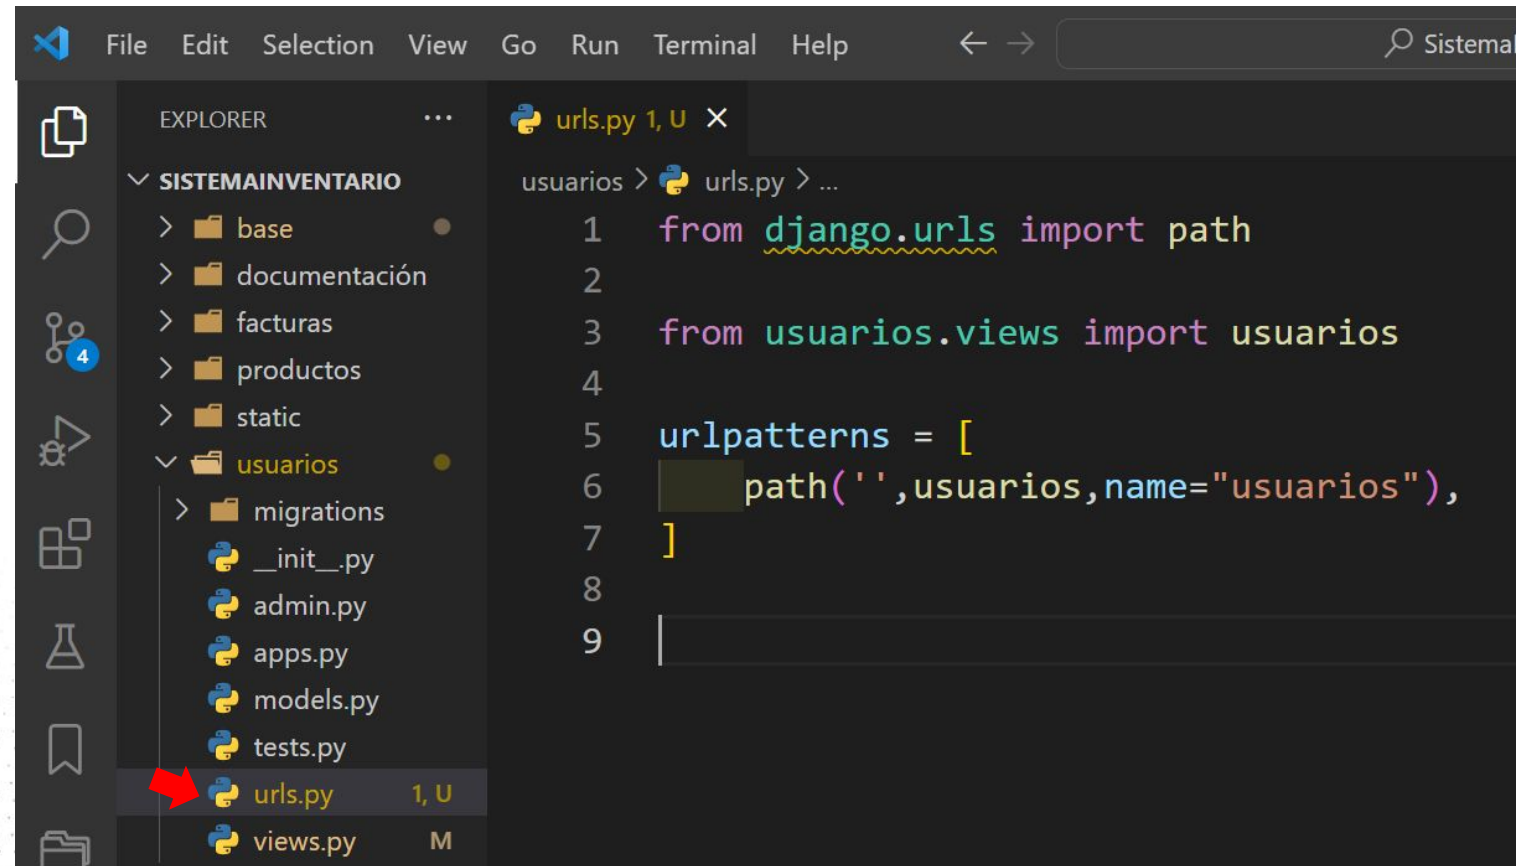 File Edit Selection View Go Run Terminal Help ← → Sistema
EXPLORER ...
SISTEMAINVENTARIO
base
documentación
facturas
4
productos
static
usuarios
migrations
__init__.py
admin.py
apps.py
models.py
tests.py
urls.py 1, U
views.py M
urls.py 1, U ×
usuarios > urls.py > ...
1 from django.urls import path
2
3 from usuarios.views import usuarios
4
5 urlpatterns = [
6 path('',usuarios,name="usuarios"),
7 ]
8
9